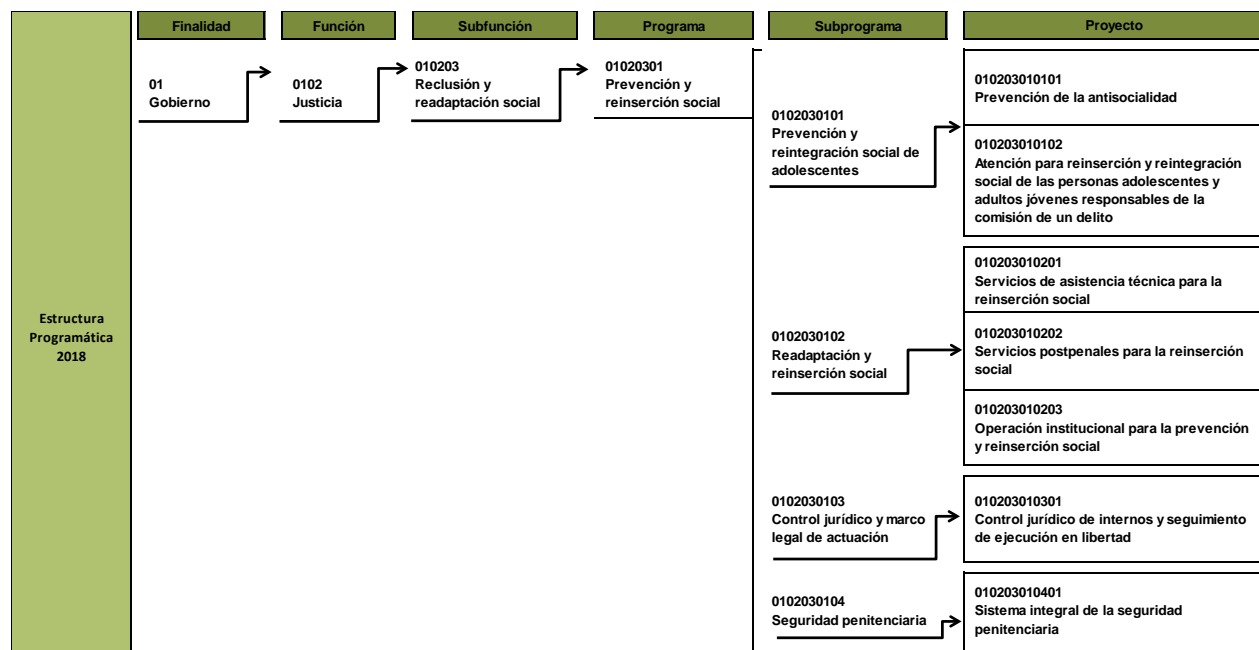 Finalidad
Función
Subfunción
Programa
Subprograma
Proyecto
Estructura
Programática
2018
01
Gobierno
0102
Justicia
010203
Reclusión y
readaptación social
01020301
Prevención y
reinserción social
0102030101
Prevención y
reintegración social de
adolescentes
010203010101
Prevención de la antisocialidad
010203010102
Atención para reinserción y reintegración
social de las personas adolescentes y
adultos jóvenes responsables de la
comisión de un delito
0102030102
Readaptación y
reinserción social
010203010201
Servicios de asistencia técnica para la
reinserción social
010203010202
Servicios postpenales para la reinserción
social
010203010203
Operación institucional para la prevención
y reinserción social
0102030103
Control jurídico y marco
legal de actuación
010203010301
Control jurídico de internos y seguimiento
de ejecución en libertad
0102030104
Seguridad penitenciaria
010203010401
Sistema integral de la seguridad
penitenciaria